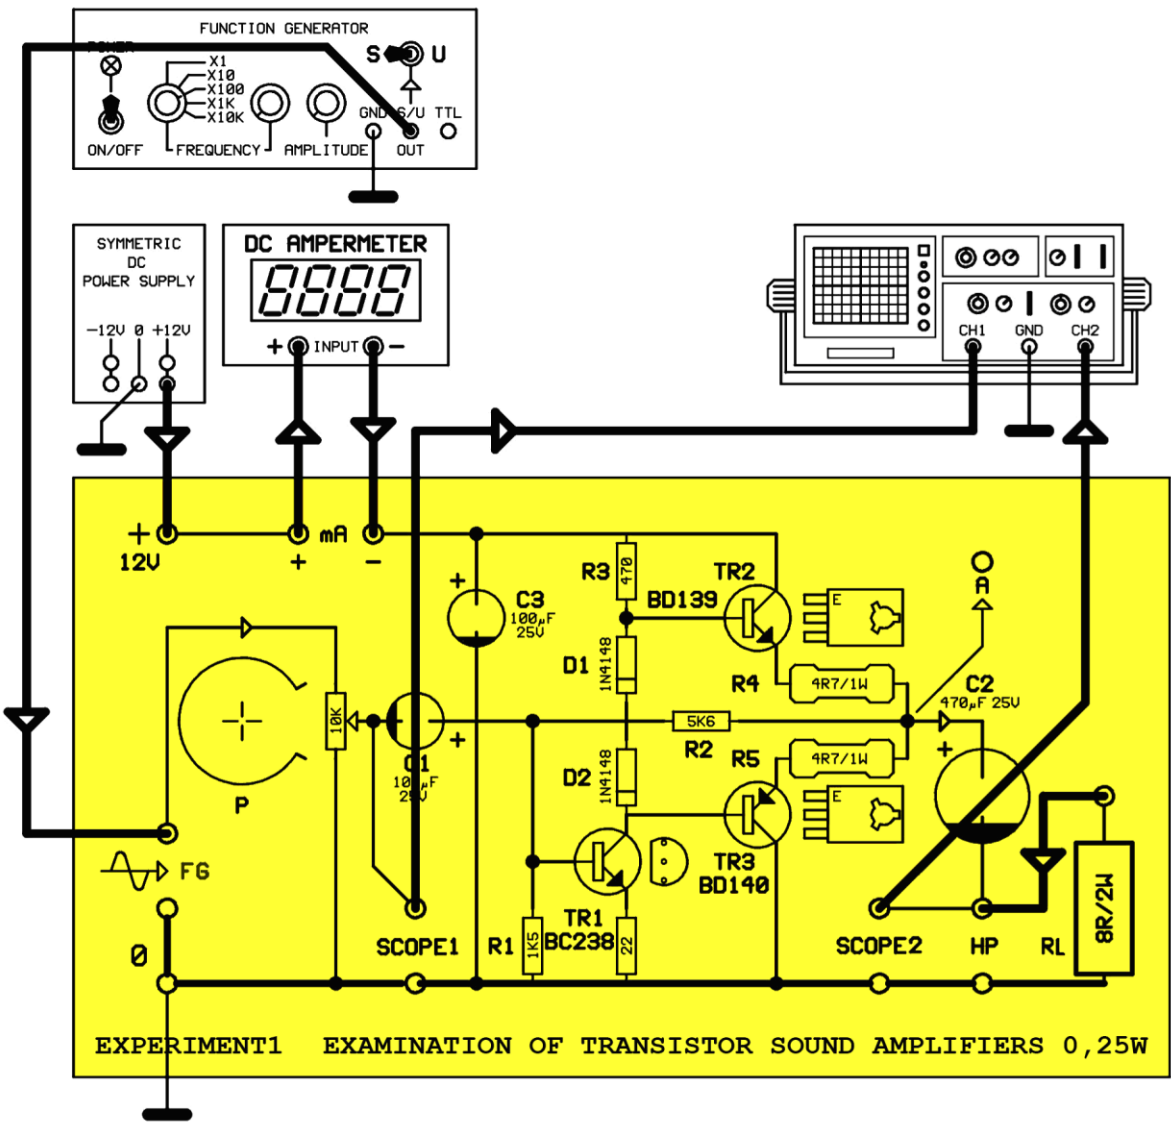 FUNCTION GENERATOR
POWER
S U
X1
X10
X100
X1K
X10K
GND S/U TTL
ON/OFF FREQUENCY AMPLITUDE OUT
SYMMETRIC
DC
POWER SUPPLY
-12V 0 +12V
DC AMPERMETER
8888
+ INPUT -
CH1 GND CH2
+ mA
12V + -
R3 470
TR2
BD139
E
A
+ C3
100µF
25V
D1 1N4148
R4 4R7/1W
C2
470µF 25V
10K
5K6
R2
+
C1
100µF
25V
P
D2 1N4148
R5 4R7/1W
+
E
TR3
BD140
FG
8R/2W
TR1
BC238
SCOPE1 R1 1K5 22 SCOPE2 HP RL
0
EXPERIMENT1 EXAMINATION OF TRANSISTOR SOUND AMPLIFIERS 0,25W